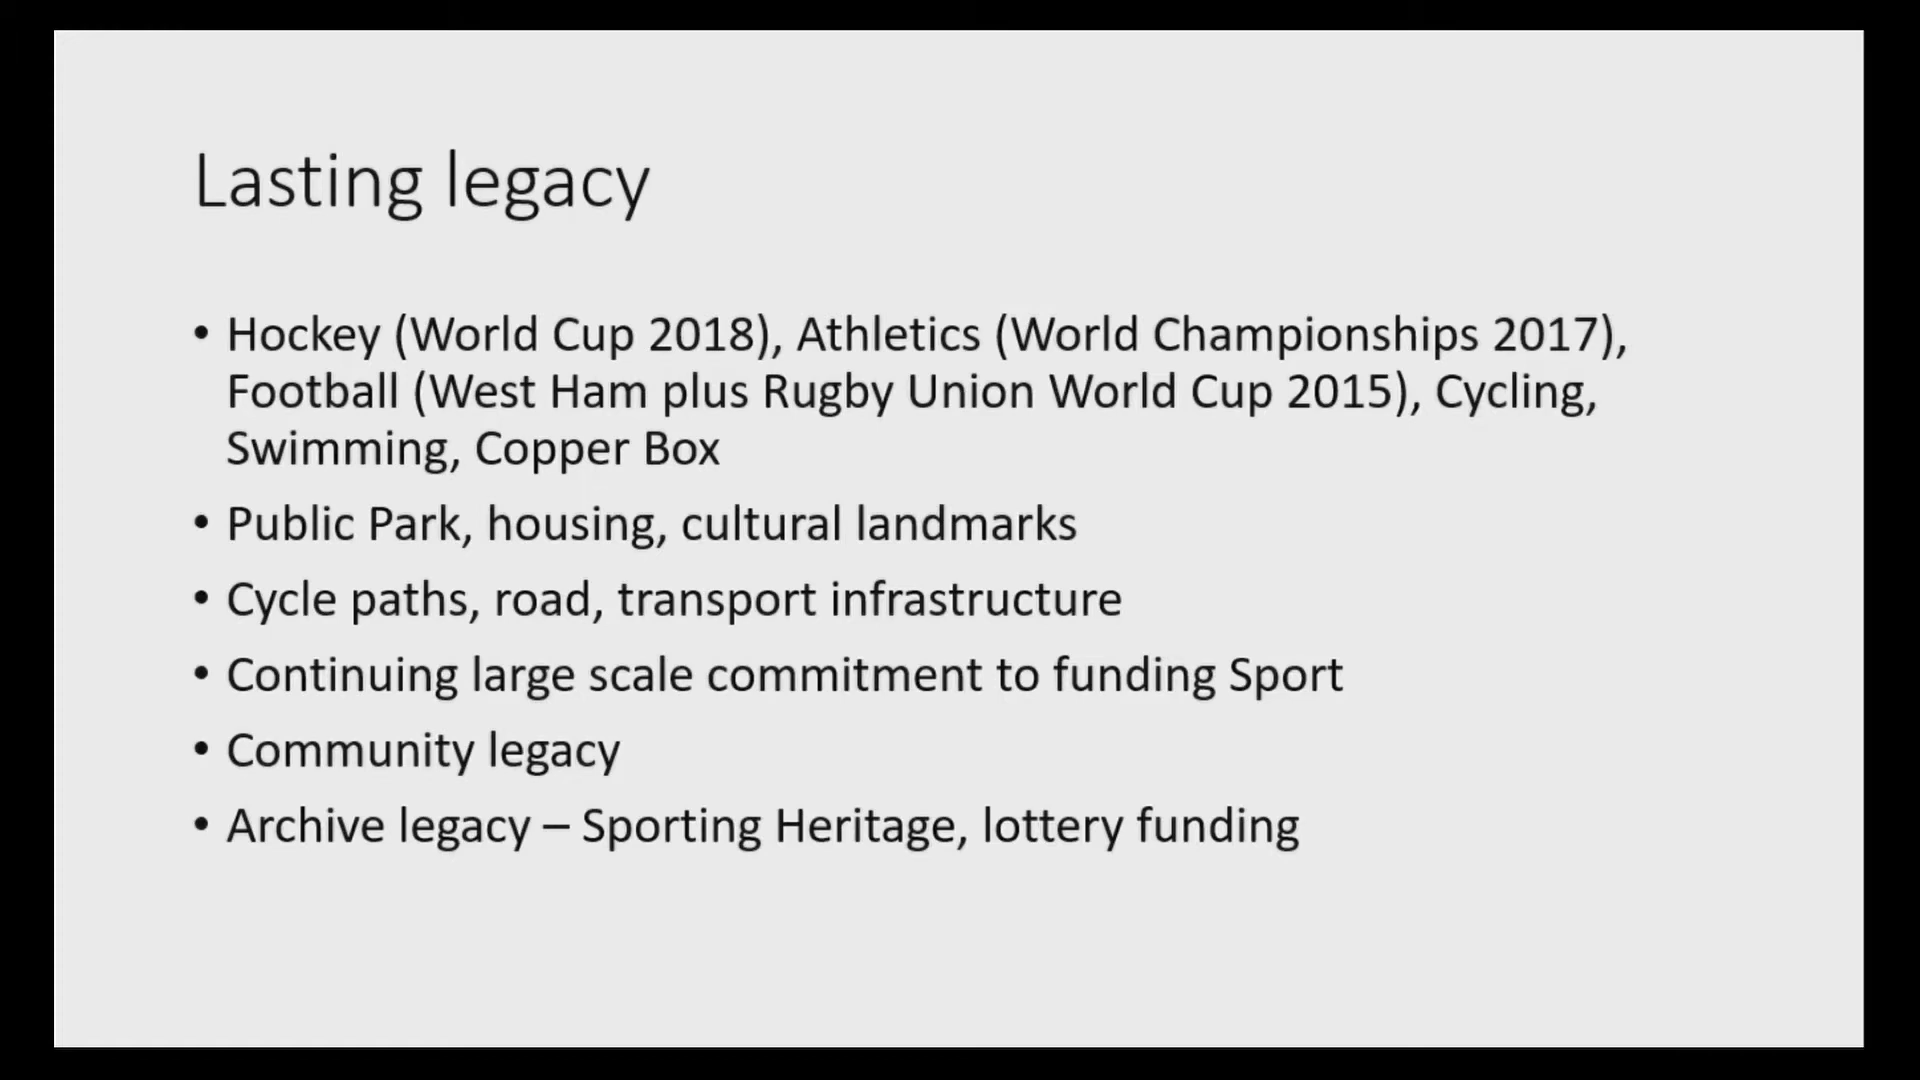 Lasting legacy
• Hockey (World Cup 2018), Athletics (World Championships 2017),
Football (West Ham plus Rugby Union World Cup 2015), Cycling,
Swimming, Copper Box
• Public Park, housing, cultural landmarks
• Cycle paths, road, transport infrastructure
• Continuing large scale commitment to funding Sport
• Community legacy
• Archive legacy – Sporting Heritage, lottery funding